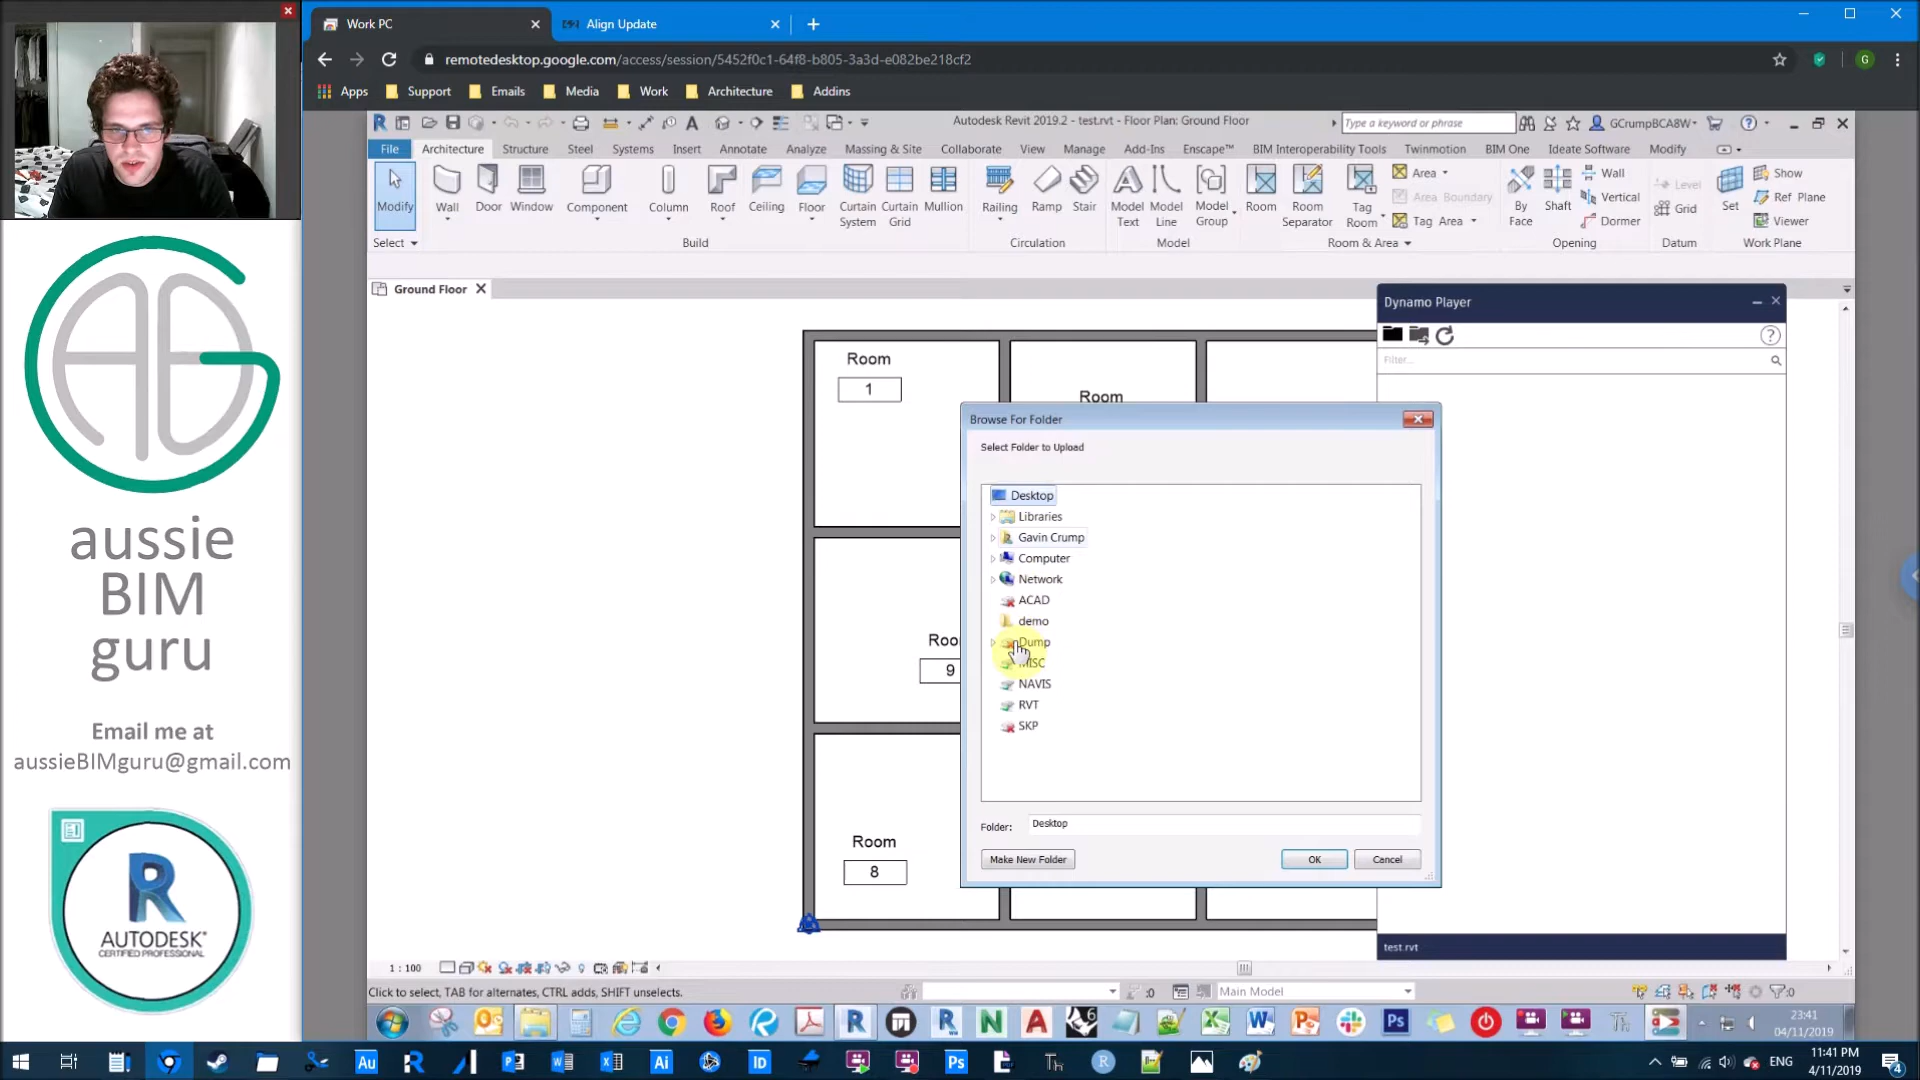 Work PC
Align Update
remotedesktop.google.com/access/session/5452f0c1-64f8-b805-3a3d-e082be218cf2
G
Apps Support Emails Media Work Architecture Addins
Autodesk Revit 2019.2 - test.rvt - Floor Plan: Ground Floor
Type a keyword or phrase
GCrumpBCA8W
File Architecture Structure Steel Systems Insert Annotate Analyze Massing & Site Collaborate View Manage Add-Ins Enscape™ BIM Interoperability Tools Twinmotion BIM One Ideate Software Modify
Modify Wall Door Window Component Column Roof Ceiling Floor Curtain System Curtain Grid Mullion Railing Ramp Stair Model Text Model Line Model Group Room Room Separator Tag Room
Area
Area Boundary
Tag Area
By Face Shaft
Wall
Vertical
Dormer
Level
Grid
Set
Show
Ref Plane
Viewer
Select Build Circulation Model Room & Area Opening Datum Work Plane
Ground Floor
Dynamo Player
Filter...
test.rvt
Room
1
Room
Roo
9
Room
8
Browse For Folder
Select Folder to Upload
Desktop
Libraries
Gavin Crump
Computer
Network
ACAD
demo
Dump
MISC
NAVIS
RVT
SKP
Folder: Desktop
Make New Folder OK Cancel
1 : 100
Click to select, TAB for alternates, CTRL adds, SHIFT unselects.
:0
Main Model
:0
23:41
04/11/2019
ENG
11:41 PM
4/11/2019
4
aussie
BIM
guru
Email me at
aussieBIMguru@gmail.com
R
AUTODESK
CERTIFIED PROFESSIONAL